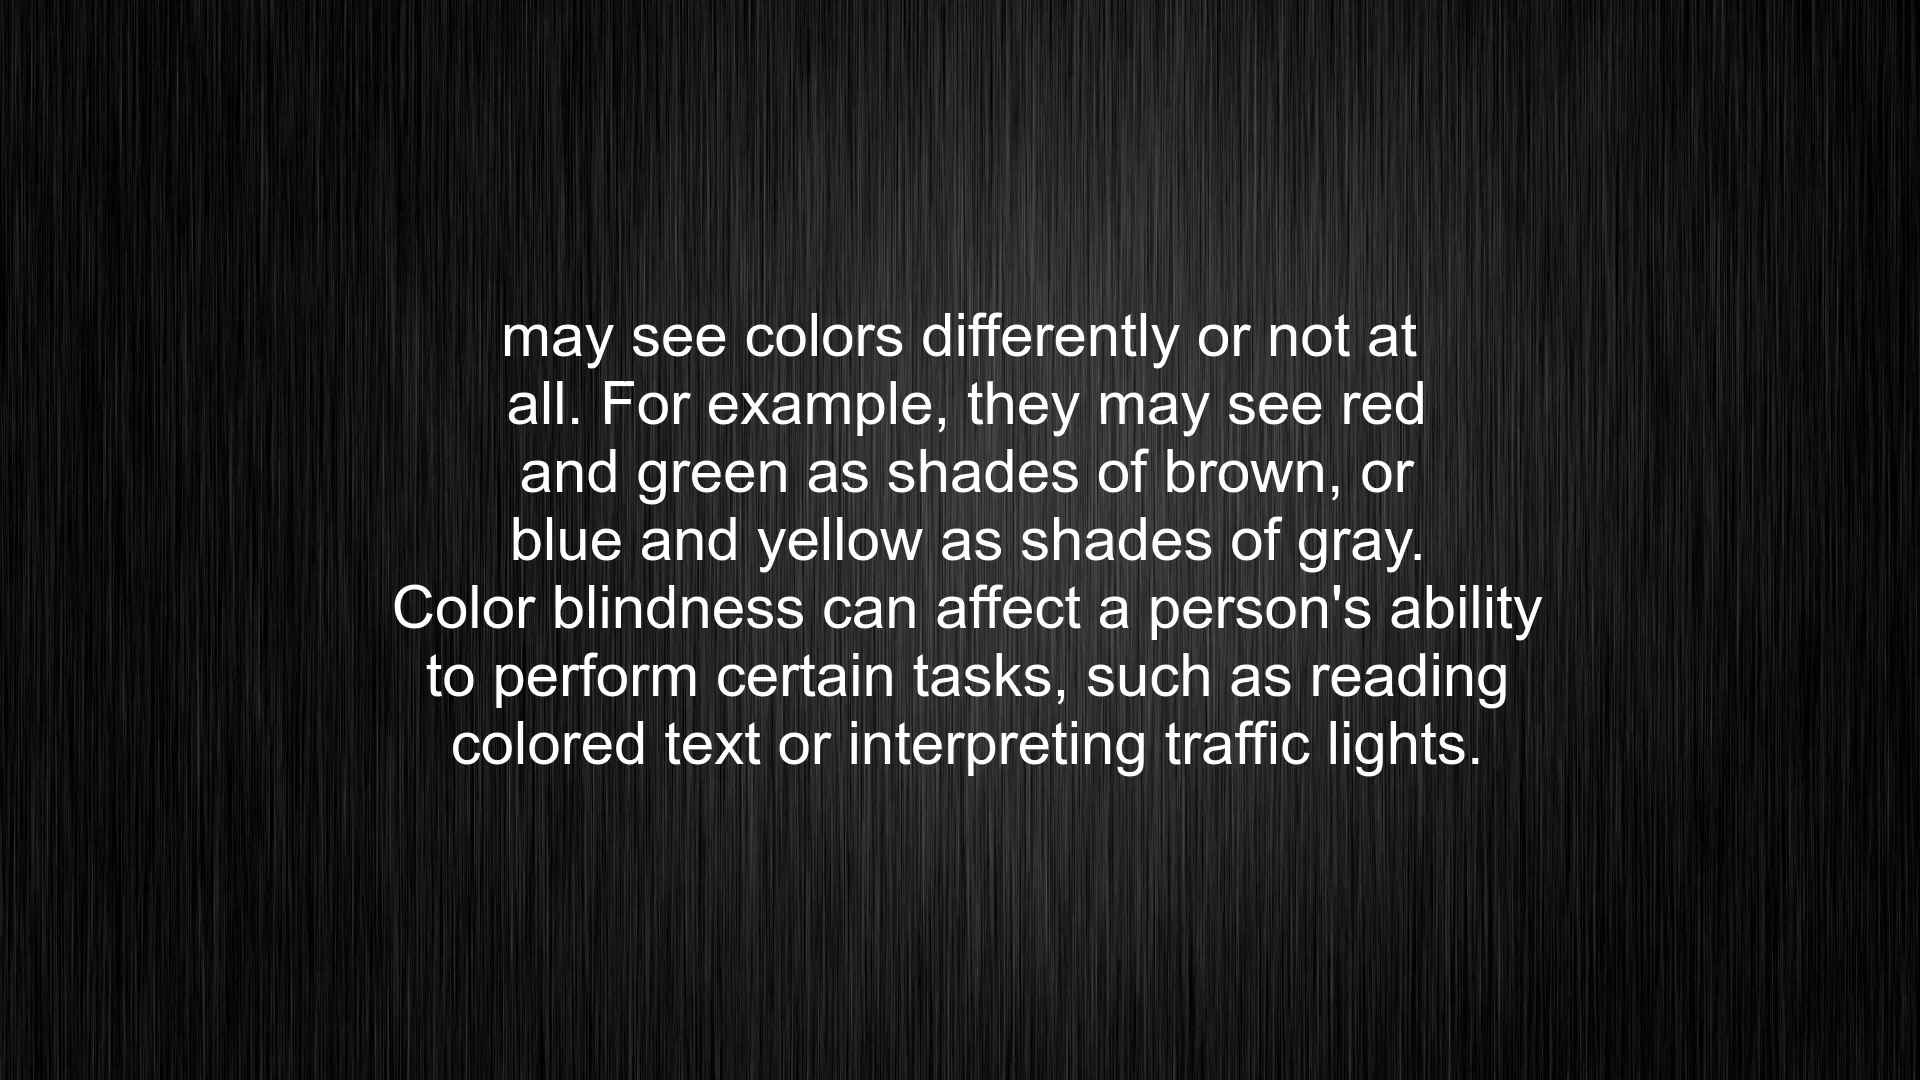 may see colors differently or not at
all. For example, they may see red
and green as shades of brown, or
blue and yellow as shades of gray.
Color blindness can affect a person's ability
to perform certain tasks, such as reading
colored text or interpreting traffic lights.